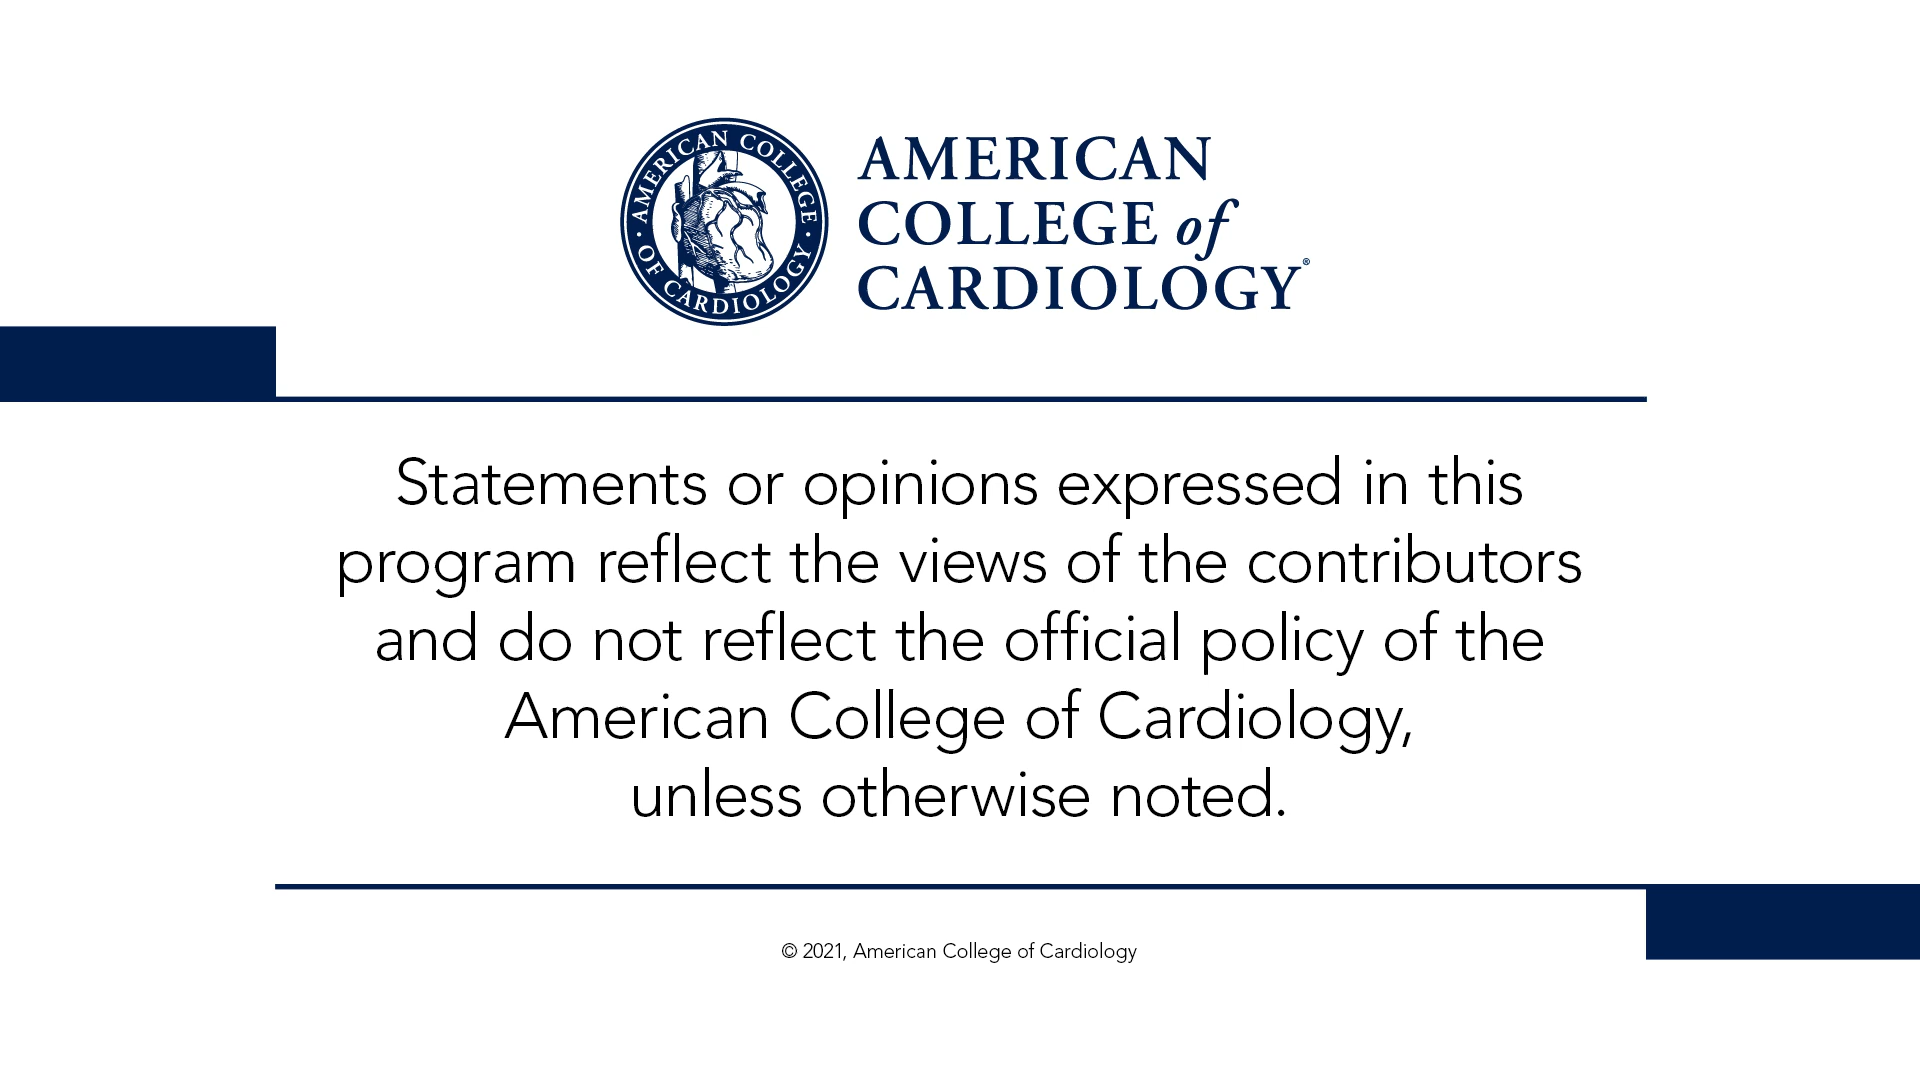 AMERICAN COLLEGE
· OF CARDIOLOGY ·
AMERICAN
COLLEGE of
CARDIOLOGY®
Statements or opinions expressed in this
program reflect the views of the contributors
and do not reflect the official policy of the
American College of Cardiology,
unless otherwise noted.
© 2021, American College of Cardiology